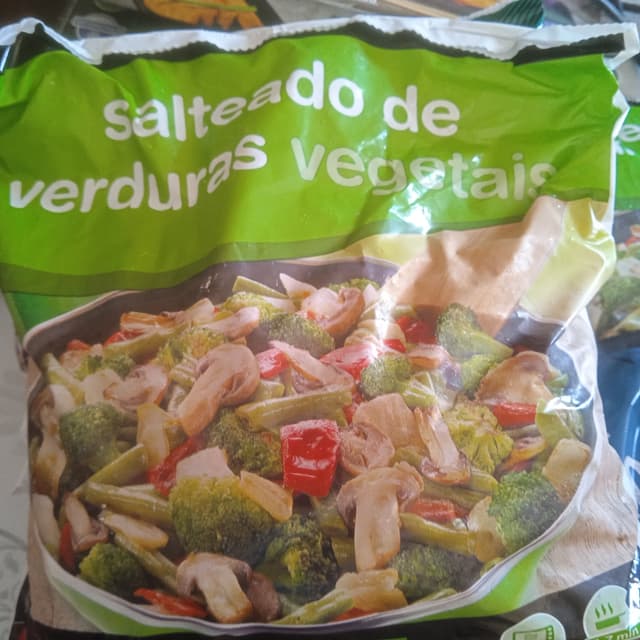 Salteado de
verduras vegetais